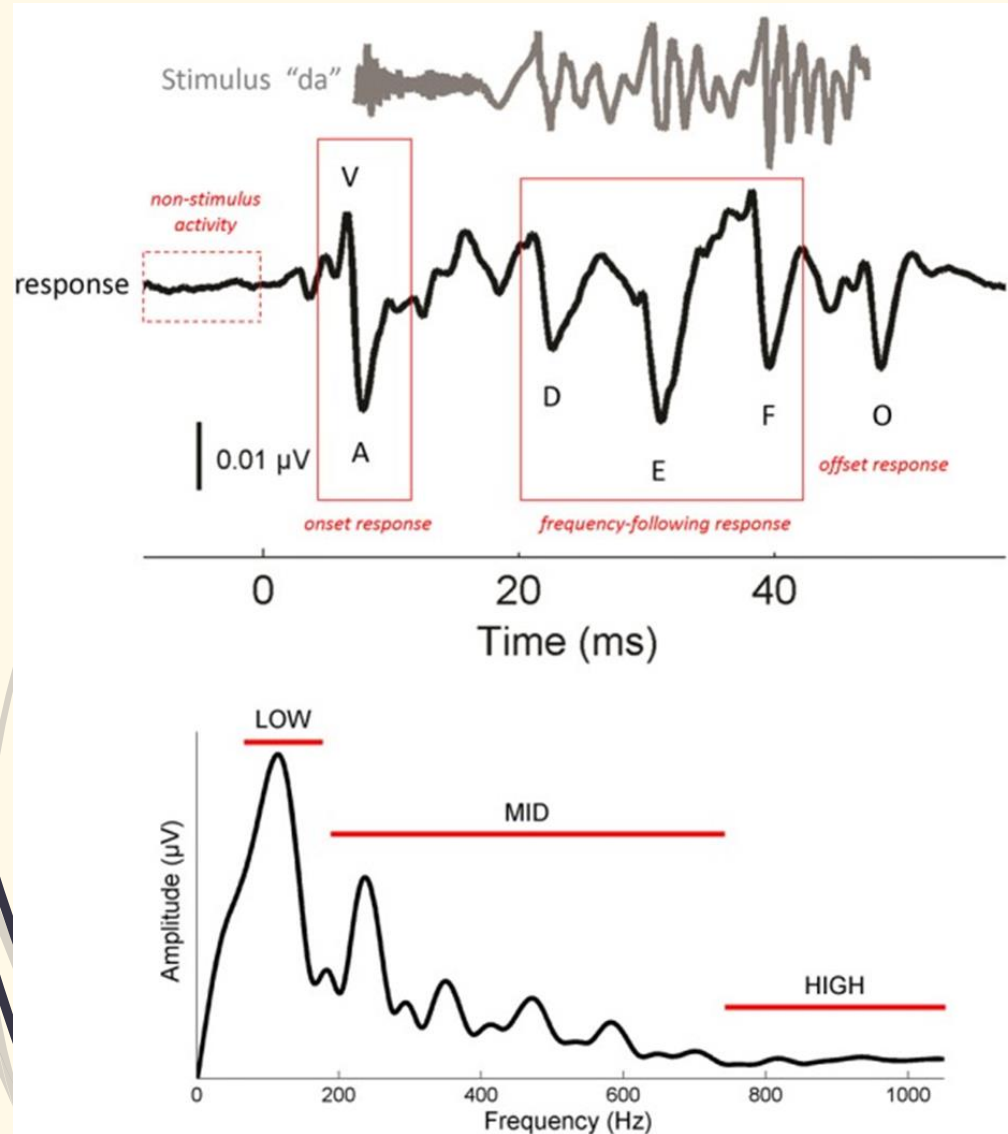 Stimulus “da”
V
non-stimulus
activity
response
D
F
O
0.01 µV
A
E
offset response
onset response
frequency-following response
0
20
40
Time (ms)
LOW
MID
HIGH
Amplitude (µV)
0
200
400
600
800
1000
Frequency (Hz)